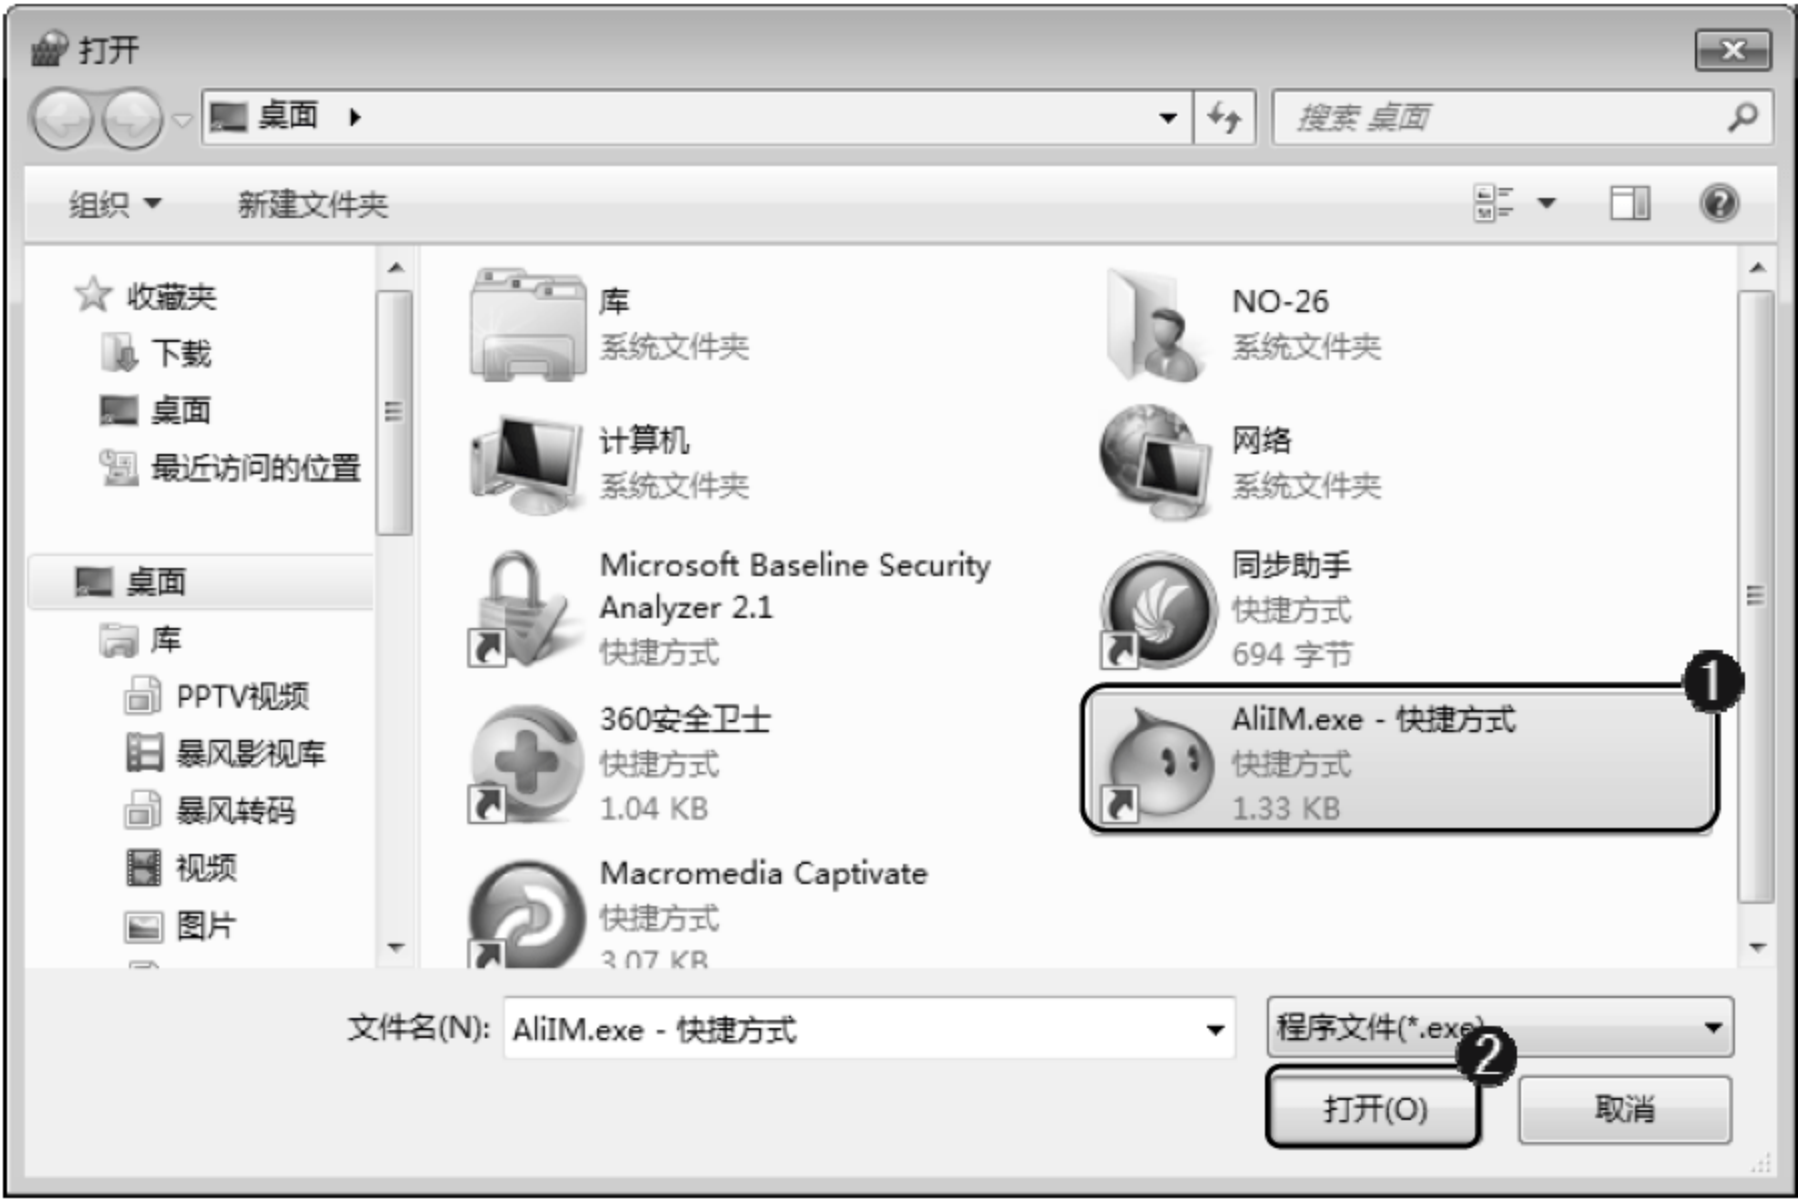 打开
桌面
搜索 桌面
组织
新建文件夹
收藏夹
下载
桌面
最近访问的位置
桌面
库
PPTV视频
暴风影视库
暴风转码
视频
图片
库
系统文件夹
NO-26
系统文件夹
计算机
系统文件夹
网络
系统文件夹
Microsoft Baseline Security
Analyzer 2.1
快捷方式
同步助手
快捷方式
694 字节
360安全卫士
快捷方式
1.04 KB
1
AliIM.exe - 快捷方式
快捷方式
1.33 KB
Macromedia Captivate
快捷方式
3.07 KB
文件名(N):
AliIM.exe - 快捷方式
程序文件(*.exe)
2
打开(O)
取消